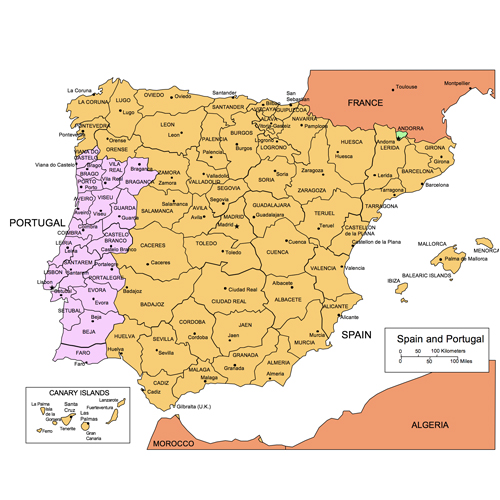 Toulouse
Montpellier
FRANCE
La Coruna
LA CORUNA
LUGO
Lugo
OVIEDO
Oviedo
Santander
SANTANDER
Bilbao
VIZCAYA
San
Sebastian
GUIPUZCOA
ALAVA
Vitoria Gasteiz
NAVARRA
Pamplona
ANDORRA
Andorra
PONTEVEDRA
Pontevedra
Orense
ORENSE
LEON
Leon
PALENCIA
Palencia
BURGOS
Burgos
Logrono
LOGRONO
HUESCA
Huesca
LERIDA
Lerida
GIRONA
Girona
BARCELONA
Barcelona
VIANA DO
CASTELO
Viana do Castelo
BRAGO
Brago
VILA
REAL
Vila Real
Braganca
BRAGANCA
ZAMORA
Zamora
VALLADOLID
Valladolid
SORIA
Soria
Zaragoza
ZARAGOZA
TARRAGONA
Tarragona
PORTO
Porto
AVEIRO
Aveiro
VISEU
Viseu
GUARDA
Guarda
Salamanca
SALAMANCA
SEGOVIA
Segovia
AVILA
Avila
GUADALAJARA
Guadalajara
MADRID
Madrid
TERUEL
Teruel
CASTELLON
de la PLANA
Castellon de la Plana
PORTUGAL
COIMBRA
Coimbra
CASTELO
BRANCO
Castelo Branco
LEIRIA
Leiria
SANTAREM
Santarem
Portalegre
PORTALEGRE
CACERES
Caceres
TOLEDO
Toledo
CUENCA
Cuenca
VALENCIA
Valencia
MALLORCA
Palma de Mallorca
MENORCA
BALEARIC ISLANDS
IBIZA
LISBON
Lisbon
Setubal
SETUBAL
EVORA
Evora
Badajoz
BADAJOZ
Ciudad Real
CIUDAD REAL
Albacete
ALBACETE
ALICANTE
Alicante
Beja
BEJA
FARO
Faro
HUELVA
Huelva
SEVILLA
Sevilla
CORDOBA
Cordoba
JAEN
Jaen
MURCIA
Murcia
GRANADA
Granada
ALMERIA
Almeria
MALAGA
Malaga
CADIZ
Cadiz
Gilbralta (U.K.)
SPAIN
Spain and Portugal
0 50 100 Kilometers
0 50 100 Miles
MOROCCO
ALGERIA
CANARY ISLANDS
La Palma
Isla de la
Gomera
Ferro
Santa
Cruz
Tenerife
Las
Palmas
Gran
Canaria
Fuerteventura
Lanzarote